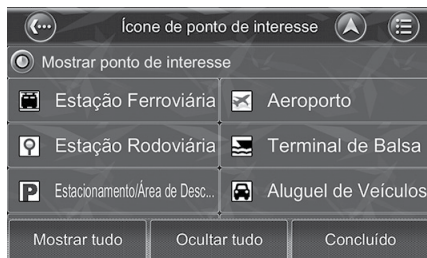 Ícone de ponto de interesse
Mostrar ponto de interesse
Estação Ferroviária
Aeroporto
Estação Rodoviária
Terminal de Balsa
P
Estacionamento/Área de Desc...
Aluguel de Veículos
Mostrar tudo
Ocultar tudo
Concluído